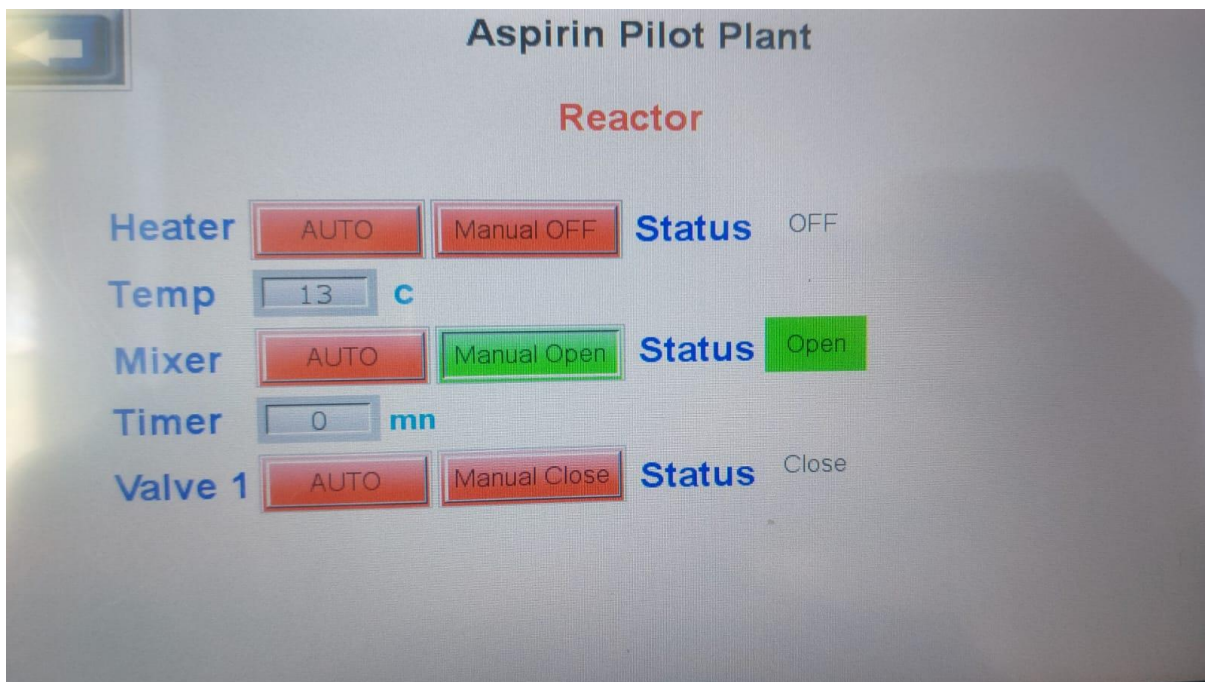 Aspirin Pilot Plant
Reactor
Heater AUTO Manual OFF Status OFF
Temp 13 C
Mixer AUTO Manual Open Status Open
Timer 0 mn
Valve 1 AUTO Manual Close Status Close